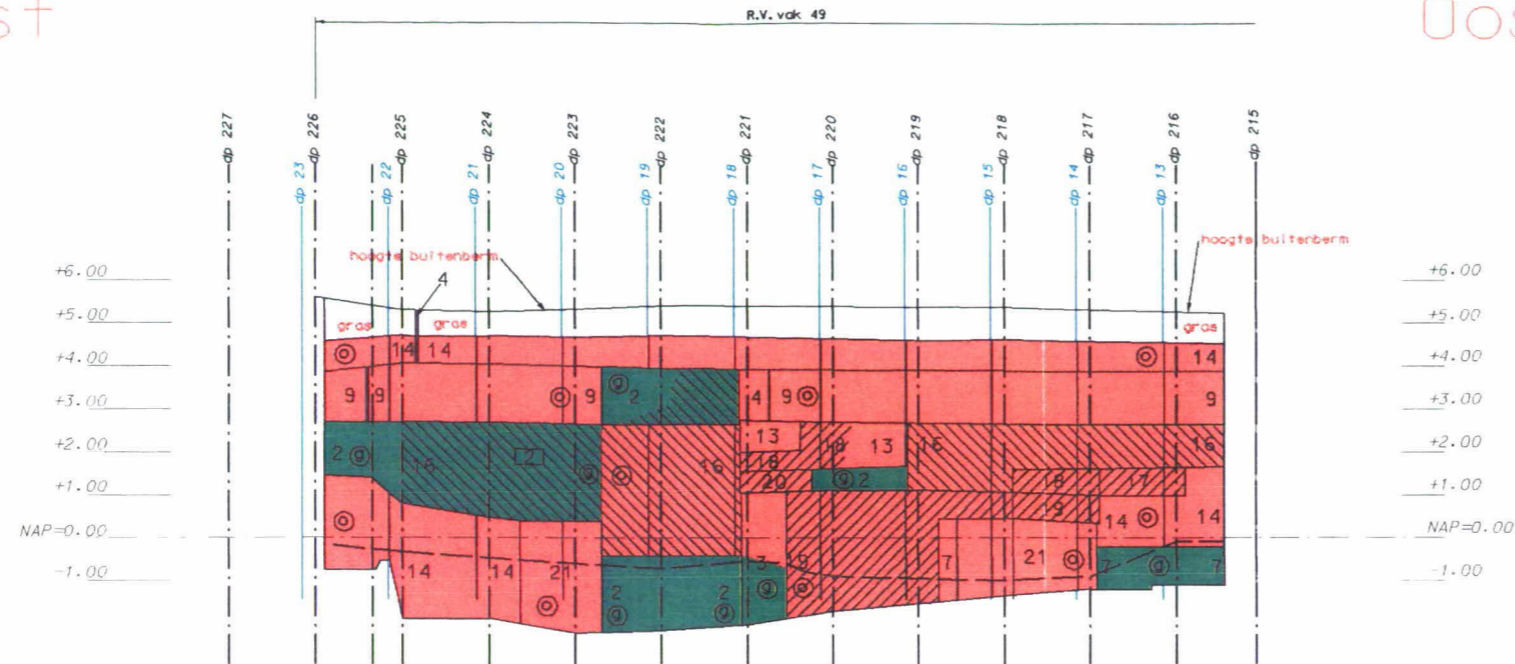 R.V. vak 49
st
Oos
dp 227
dp 23
dp 226
dp 22
dp 225
dp 21
dp 224
dp 20
dp 223
dp 19
dp 222
dp 18
dp 221
dp 17
dp 220
dp 16
dp 219
dp 15
dp 218
dp 14
dp 217
dp 13
dp 216
dp 215
hoogte buitenberm
hoogte buitenberm
4
+6.00
+6.00
+5.00 gras gras gras +5.00
+4.00 14 14 14 +4.00
+3.00 9 9 9 g 2 4 9 9 +3.00
+2.00 13 18 13 16 16 +2.00
2 g 16 2 g 16 18
+1.00 20 g 2 18 17 +1.00
19 14 14
NAP=0.00 NAP=0.00
-1.00 14 14 21 3 19 7 21 7 g 7 -1.00
2 2 g
g g